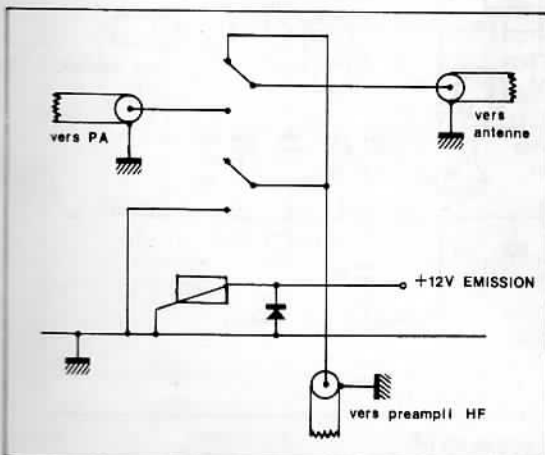 vers PA
vers
antenne
+12V EMISSION
vers preampli HF